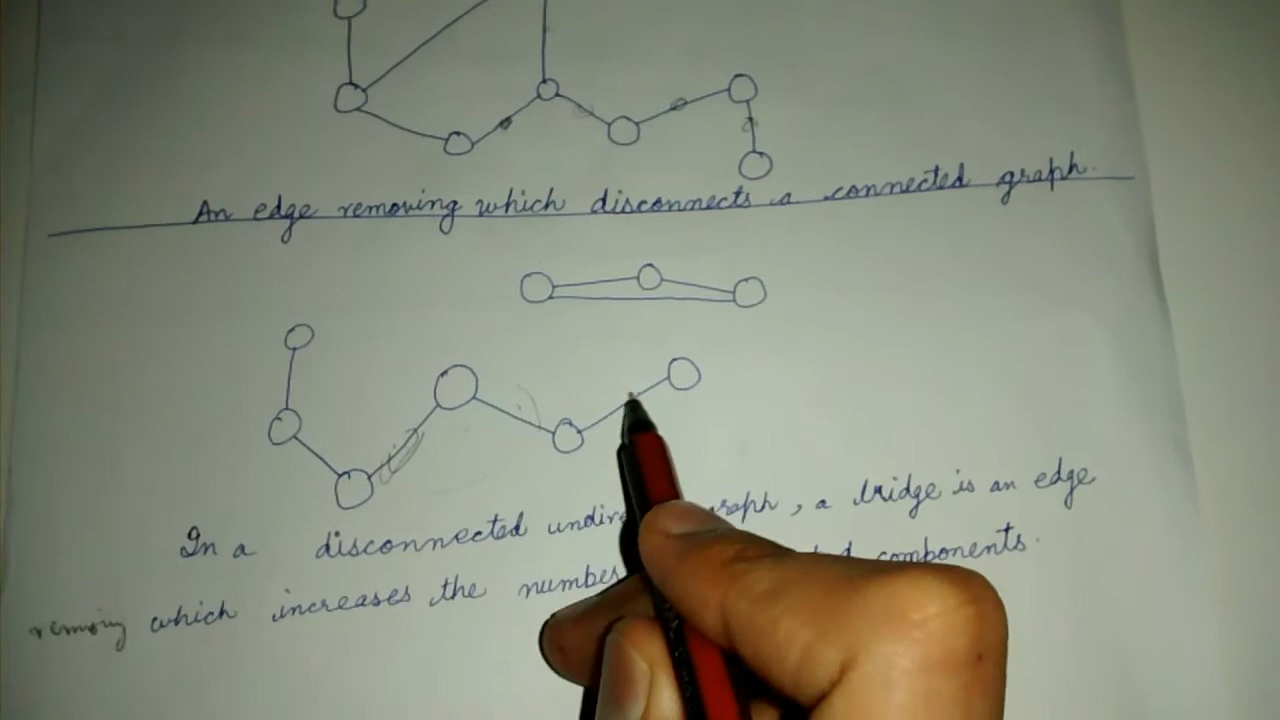 An edge removing which disconnects a connected graph.
In a disconnected undir graph, a bridge is an edge
removing which increases the number components.